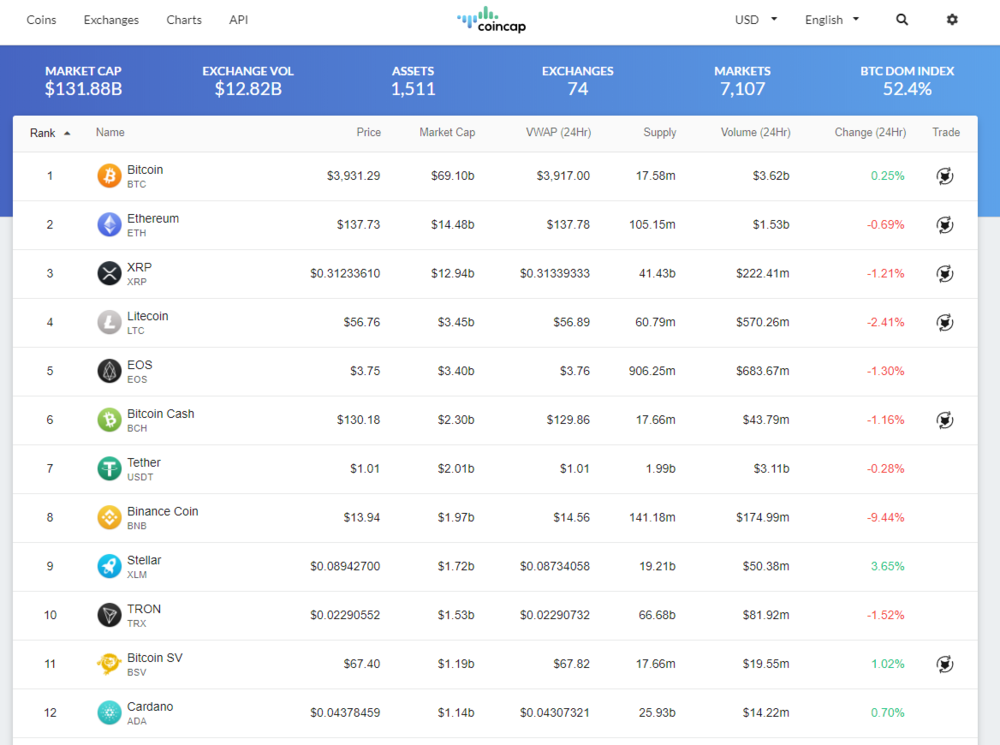 Coins Exchanges Charts API coincap USD English
MARKET CAP EXCHANGE VOL ASSETS EXCHANGES MARKETS BTC DOM INDEX
$131.88B $12.82B 1,511 74 7,107 52.4%
Rank Name Price Market Cap VWAP (24Hr) Supply Volume (24Hr) Change (24Hr) Trade
1 Bitcoin $3,931.29 $69.10b $3,917.00 17.58m $3.62b 0.25%
BTC
2 Ethereum $137.73 $14.48b $137.78 105.15m $1.53b -0.69%
ETH
3 XRP $0.31233610 $12.94b $0.31339333 41.43b $222.41m -1.21%
XRP
4 Litecoin $56.76 $3.45b $56.89 60.79m $570.26m -2.41%
LTC
5 EOS $3.75 $3.40b $3.76 906.25m $683.67m -1.30%
EOS
6 Bitcoin Cash $130.18 $2.30b $129.86 17.66m $43.79m -1.16%
BCH
7 Tether $1.01 $2.01b $1.01 1.99b $3.11b -0.28%
USDT
8 Binance Coin $13.94 $1.97b $14.56 141.18m $174.99m -9.44%
BNB
9 Stellar $0.08942700 $1.72b $0.08734058 19.21b $50.38m 3.65%
XLM
10 TRON $0.02290552 $1.53b $0.02290732 66.68b $81.92m -1.52%
TRX
11 Bitcoin SV $67.40 $1.19b $67.82 17.66m $19.55m 1.02%
BSV
12 Cardano $0.04378459 $1.14b $0.04307321 25.93b $14.22m 0.70%
ADA